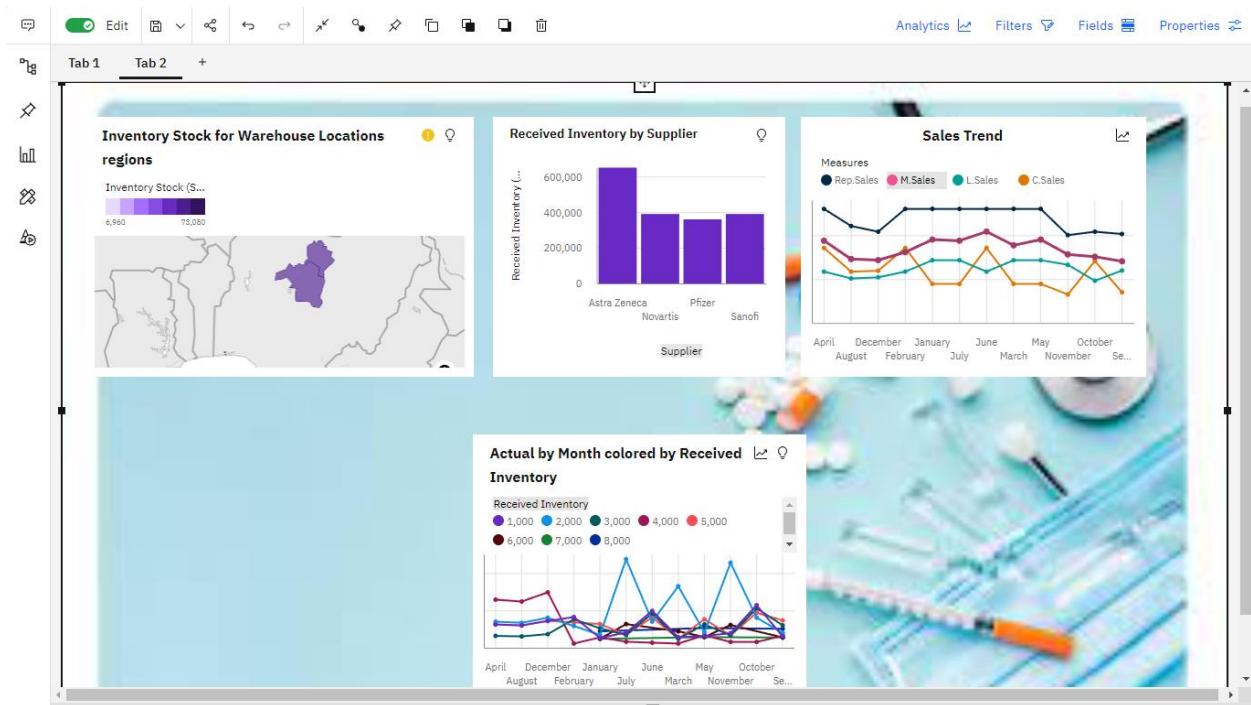 Edit
Analytics Filters Fields Properties
Tab 1 Tab 2 +
Inventory Stock for Warehouse Locations
regions
Inventory Stock (S...
6,960 73,080
Received Inventory by Supplier
Received Inventory (...
600,000
400,000
200,000
0
Astra Zeneca Pfizer
Novartis Sanofi
Supplier
Sales Trend
Measures
Rep.Sales M.Sales L.Sales C.Sales
April December January June May October
August February July March November Se...
Actual by Month colored by Received
Inventory
Received Inventory
1,000 2,000 3,000 4,000 5,000
6,000 7,000 8,000
April December January June May October
August February July March November Se...